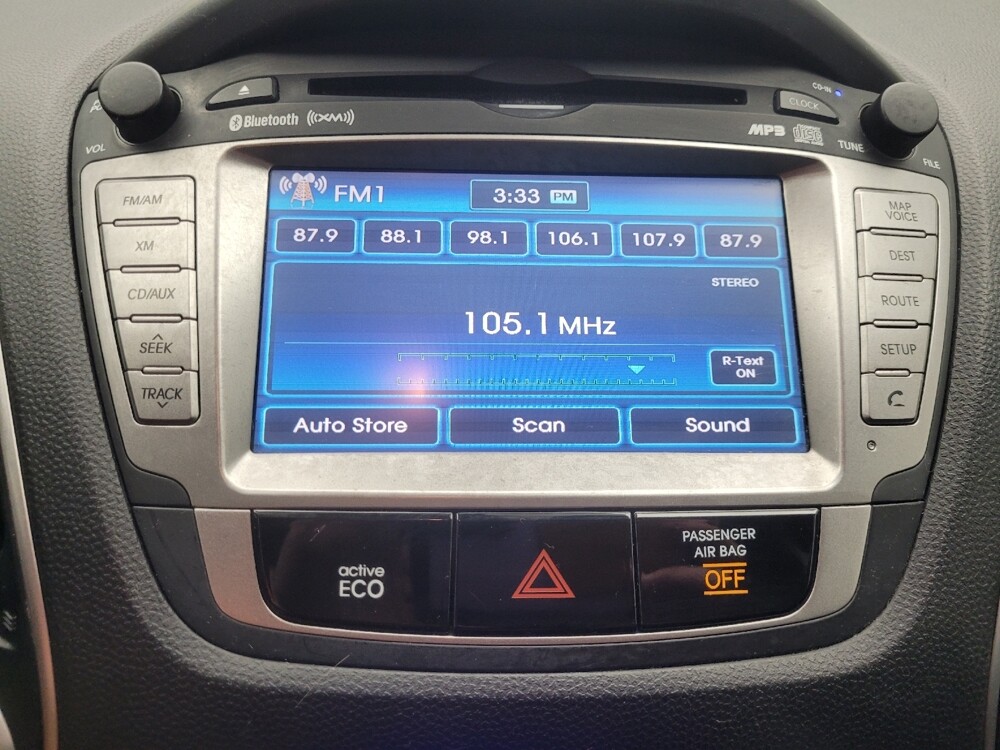 CD-IN
CLOCK
Bluetooth ((XM))
MP3 disc
VOL
TUNE
FILE
FM/AM
XM
CD/AUX
SEEK
TRACK
FM1
3:33 PM
87.9 88.1 98.1 106.1 107.9 87.9
STEREO
105.1 MHz
R-Text
ON
Auto Store Scan Sound
MAP
VOICE
DEST
ROUTE
SETUP
active
ECO
PASSENGER
AIR BAG
OFF